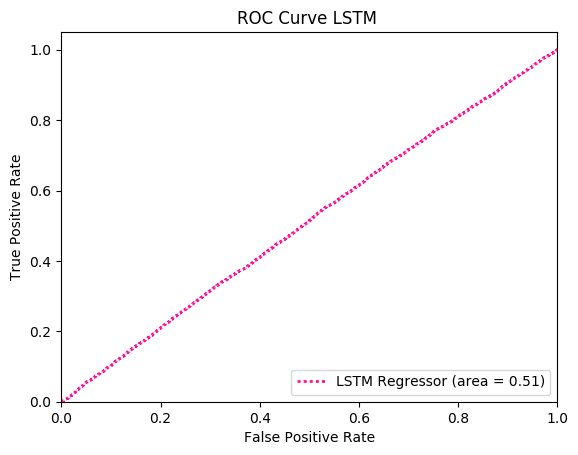 ROC Curve LSTM
1.0
0.8
0.6
0.4
0.2
0.0
True Positive Rate
LSTM Regressor (area = 0.51)
0.0 0.2 0.4 0.6 0.8 1.0
False Positive Rate